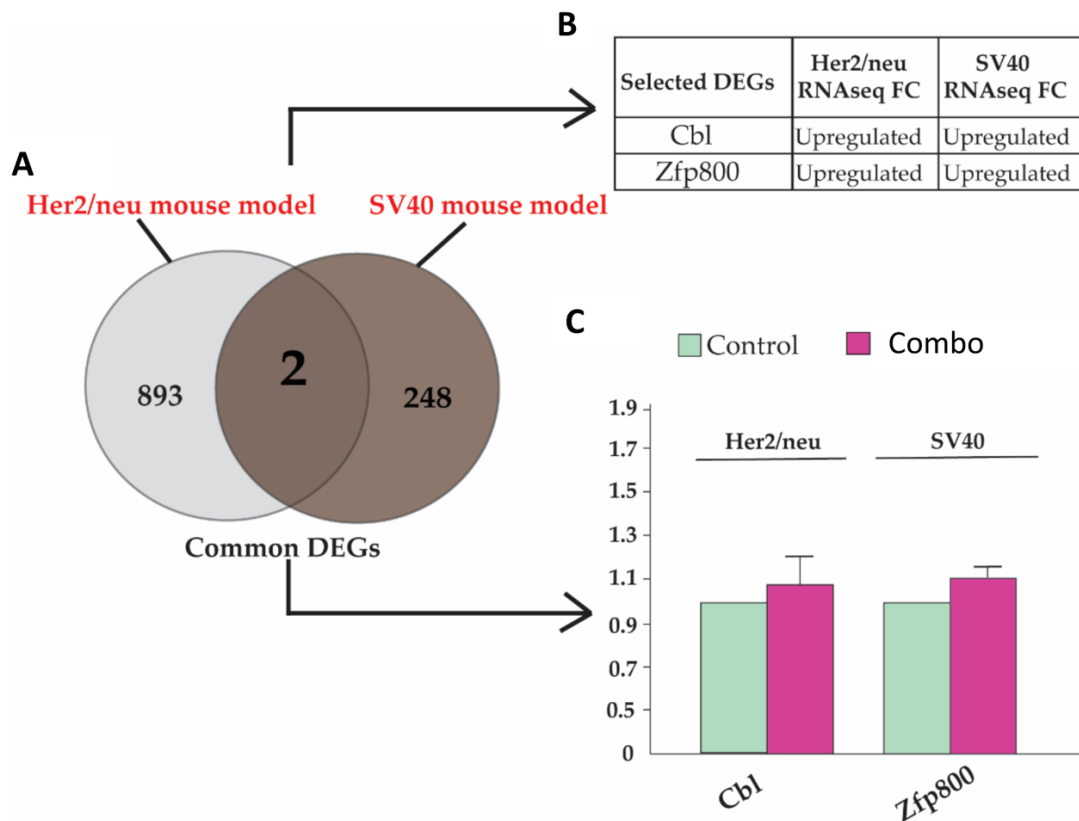 A
Her2/neu mouse model
SV40 mouse model
893
2
248
Common DEGs
B
Selected DEGs
Her2/neu
RNAseq FC
SV40
RNAseq FC
Cbl
Upregulated
Upregulated
Zfp800
Upregulated
Upregulated
C
Control
Combo
Her2/neu
SV40
1.9
1.7
1.5
1.3
1.1
0.9
0.7
0.5
0
Cbl
Zfp800